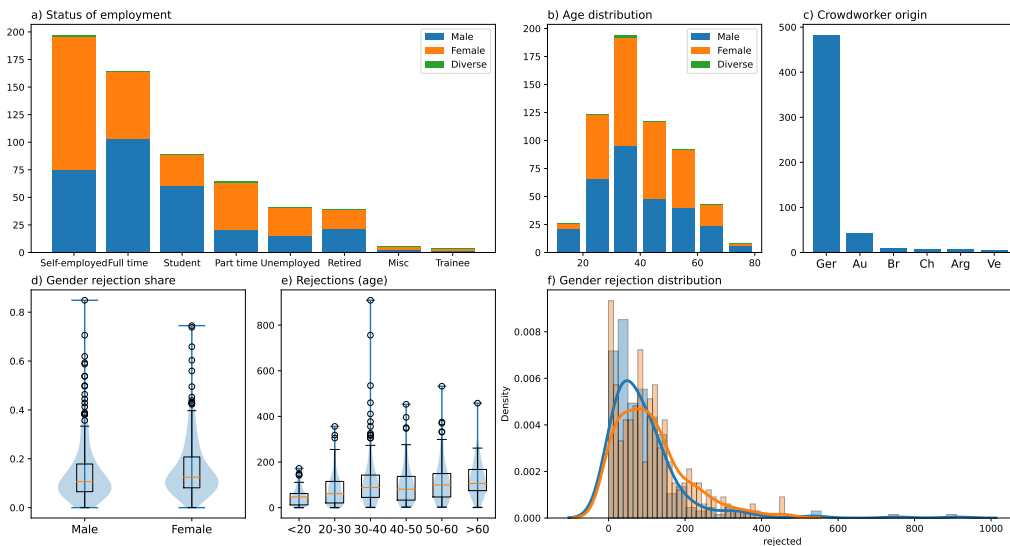 a) Status of employment
200
175
150
125
100
75
50
25
0
Male
Female
Diverse
Self-employed Full time Student Part time Unemployed Retired Misc Trainee
b) Age distribution
200
175
150
125
100
75
50
25
0
Male
Female
Diverse
20 40 60 80
c) Crowdworker origin
500
400
300
200
100
0
Ger Au Br Ch Arg Ve
d) Gender rejection share
0.8
0.6
0.4
0.2
0.0
Male Female
e) Rejections (age)
800
600
400
200
0
<20 20-30 30-40 40-50 50-60 >60
f) Gender rejection distribution
Density
0.008
0.006
0.004
0.002
0.000
0 200 400 600 800 1000
rejected